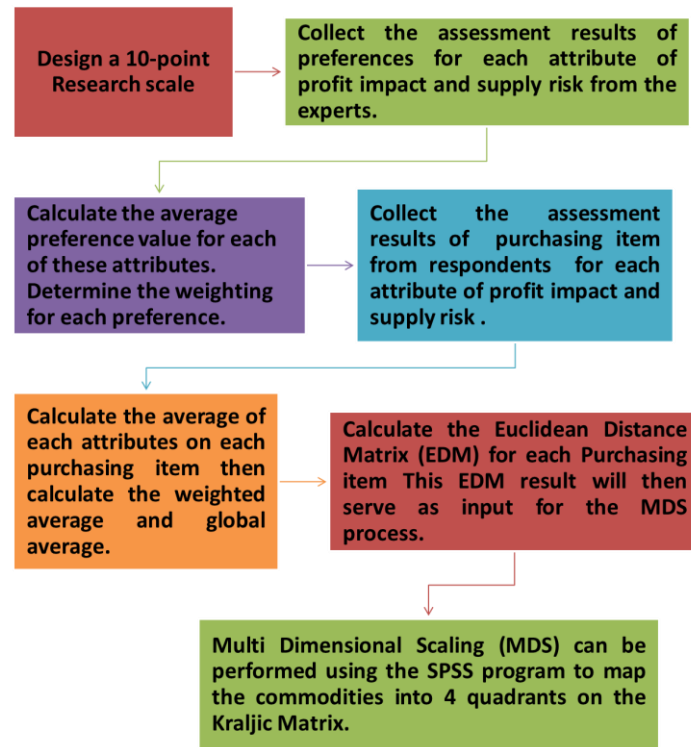 Design a 10-point
Research scale
Collect the assessment results of
preferences for each attribute of
profit impact and supply risk from the
experts.
Calculate the average
preference value for each
of these attributes.
Determine the weighting
for each preference.
Collect the assessment
results of purchasing item
from respondents for each
attribute of profit impact and
supply risk .
Calculate the average of
each attributes on each
purchasing item then
calculate the weighted
average and global
average.
Calculate the Euclidean Distance
Matrix (EDM) for each Purchasing
item This EDM result will then
serve as input for the MDS
process.
Multi Dimensional Scaling (MDS) can be
performed using the SPSS program to map
the commodities into 4 quadrants on the
Kraljic Matrix.